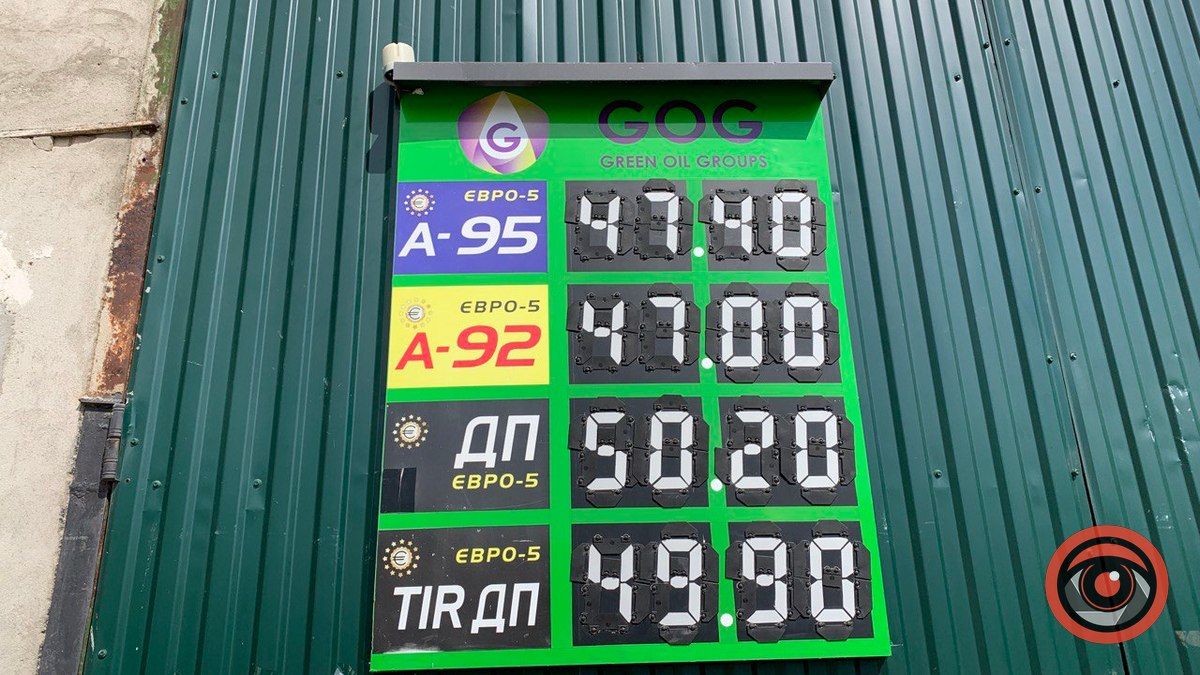 G
GOG
GREEN OIL GROUPS
ЄВРО-5
А-95 47.40
ЄВРО-5
А-92 47.00
ДП 50.20
ЄВРО-5
ЄВРО-5
TIR ДП 49.90